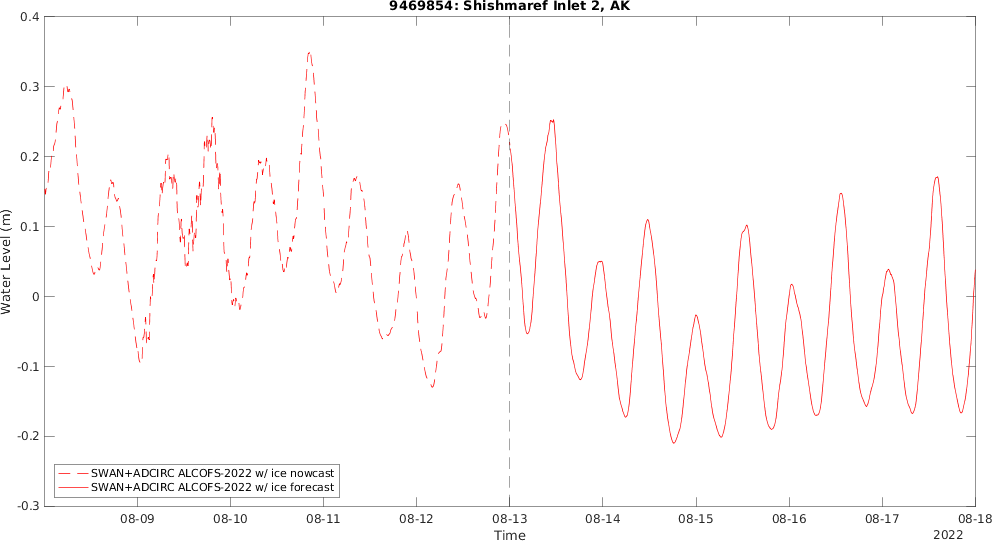 9469854: Shishmaref Inlet 2, AK
0.4
0.3
0.2
0.1
0
-0.1
-0.2
-0.3
Water Level (m)
SWAN+ADCIRC ALCOFS-2022 w/ ice nowcast
SWAN+ADCIRC ALCOFS-2022 w/ ice forecast
08-09 08-10 08-11 08-12 08-13 08-14 08-15 08-16 08-17 08-18
Time
2022